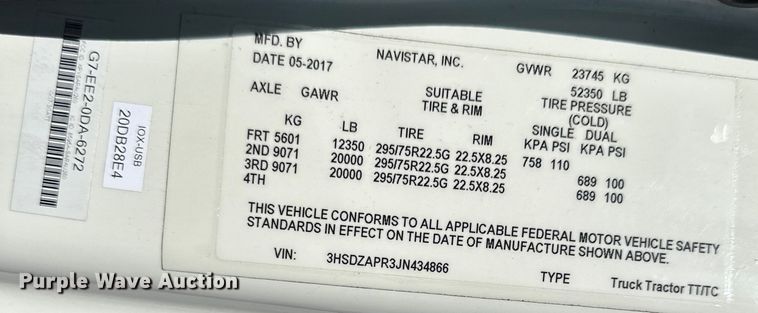 MFD. BY NAVISTAR, INC. GVWR 23745 KG
DATE 05-2017 52350 LB
AXLE GAWR SUITABLE TIRE PRESSURE
TIRE & RIM (COLD)
KG LB TIRE RIM SINGLE DUAL
KPA PSI KPA PSI
FRT 5601 12350 295/75R22.5G 22.5X8.25 758 110
2ND 9071 20000 295/75R22.5G 22.5X8.25 689 100
3RD 9071 20000 295/75R22.5G 22.5X8.25 689 100
4TH
THIS VEHICLE CONFORMS TO ALL APPLICABLE FEDERAL MOTOR VEHICLE SAFETY
STANDARDS IN EFFECT ON THE DATE OF MANUFACTURE SHOWN ABOVE.
VIN: 3HSDZAPR3JN434866 TYPE Truck Tractor TT/TC
G7-EE2-0DA-6272
IOX-USB
20DB28E4
Purple Wave Auction